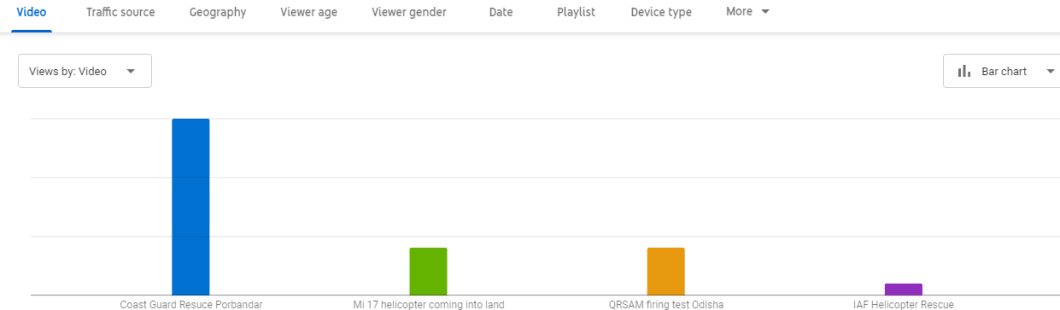 Video Traffic source Geography Viewer age Viewer gender Date Playlist Device type More
Views by: Video Bar chart
Coast Guard Resuce Porbandar Mi 17 helicopter coming into land QRSAM firing test Odisha IAF Helicopter Rescue